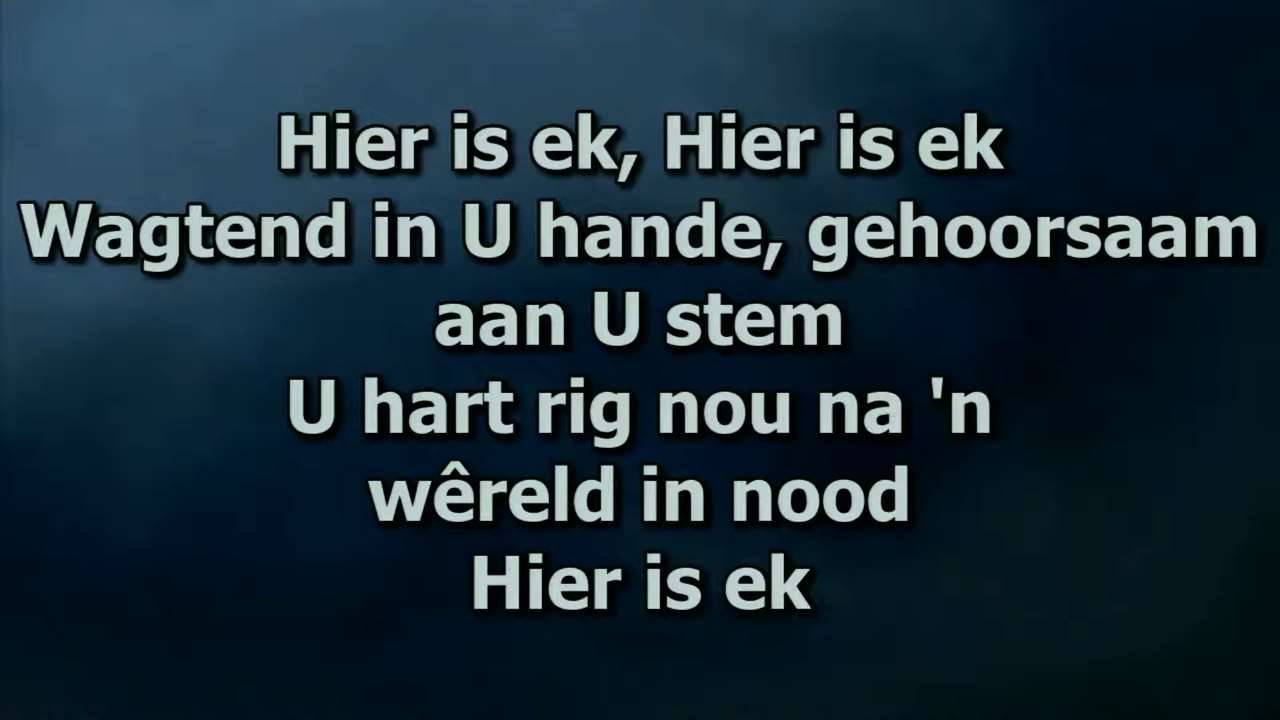 Hier is ek, Hier is ek
Wagtend in U hande, gehoorsaam
aan U stem
U hart rig nou na 'n
wêreld in nood
Hier is ek